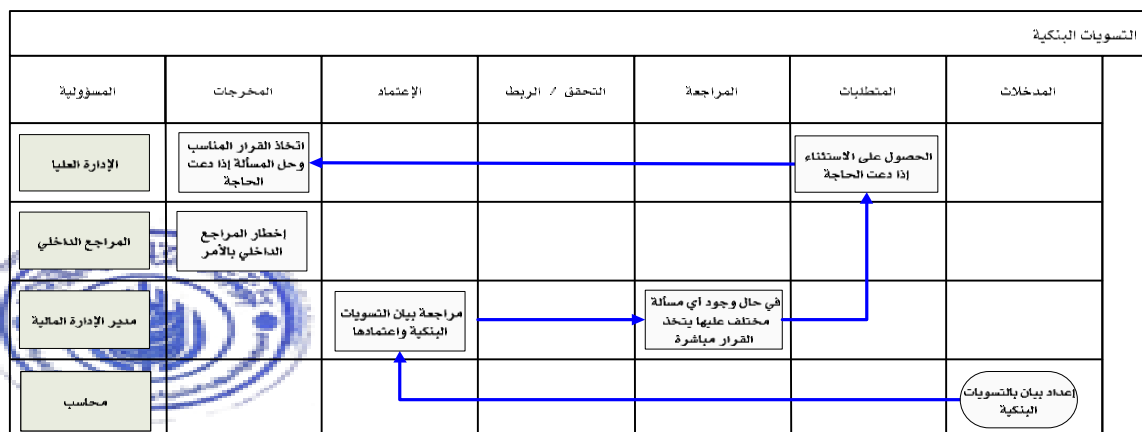 التسويات البنكية
المدخلات
المتطلبات
المراجعة
التحقق / الربط
الإعتماد
المخرجات
المسؤولية
الحصول على الاستثناء
إذا دعت الحاجة
اتخاذ القرار المناسب
وحل المسألة إذا دعت
الحاجة
الإدارة العليا
إخطار المراجع
الداخلي بالأمر
المراجع الداخلي
في حال وجود أي مسألة
مختلف عليها يتخذ
القرار مباشرة
مراجعة بيان التسويات
البنكية واعتمادها
مدير الإدارة المالية
إعداد بيان بالتسويات
البنكية
محاسب